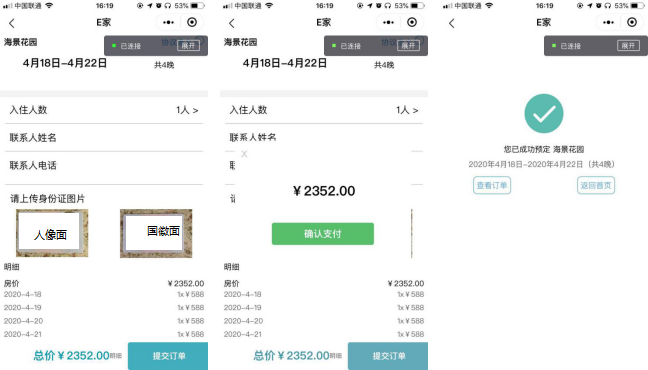 中国联通
16:19
53%
E家
已连接
展开
海景花园
4月18日-4月22日
共4晚
入住人数
1人 >
联系人姓名
联系人电话
请上传身份证图片
人像面
国徽面
明细
房价
¥2352.00
2020-4-18
1x¥588
2020-4-19
1x¥588
2020-4-20
1x¥588
2020-4-21
1x¥588
总价¥2352.00明细
提交订单
中国联通
16:19
53%
E家
已连接
展开
海景花园
4月18日-4月22日
共4晚
入住人数
1人 >
联系人姓名
X
¥2352.00
确认支付
明细
房价
¥2352.00
2020-4-18
1x¥588
2020-4-19
1x¥588
2020-4-20
1x¥588
2020-4-21
1x¥588
总价¥2352.00明细
提交订单
中国联通
16:19
53%
E家
已连接
展开
您已成功预定 海景花园
2020年4月18日-2020年4月22日（共4晚）
查看订单
返回首页